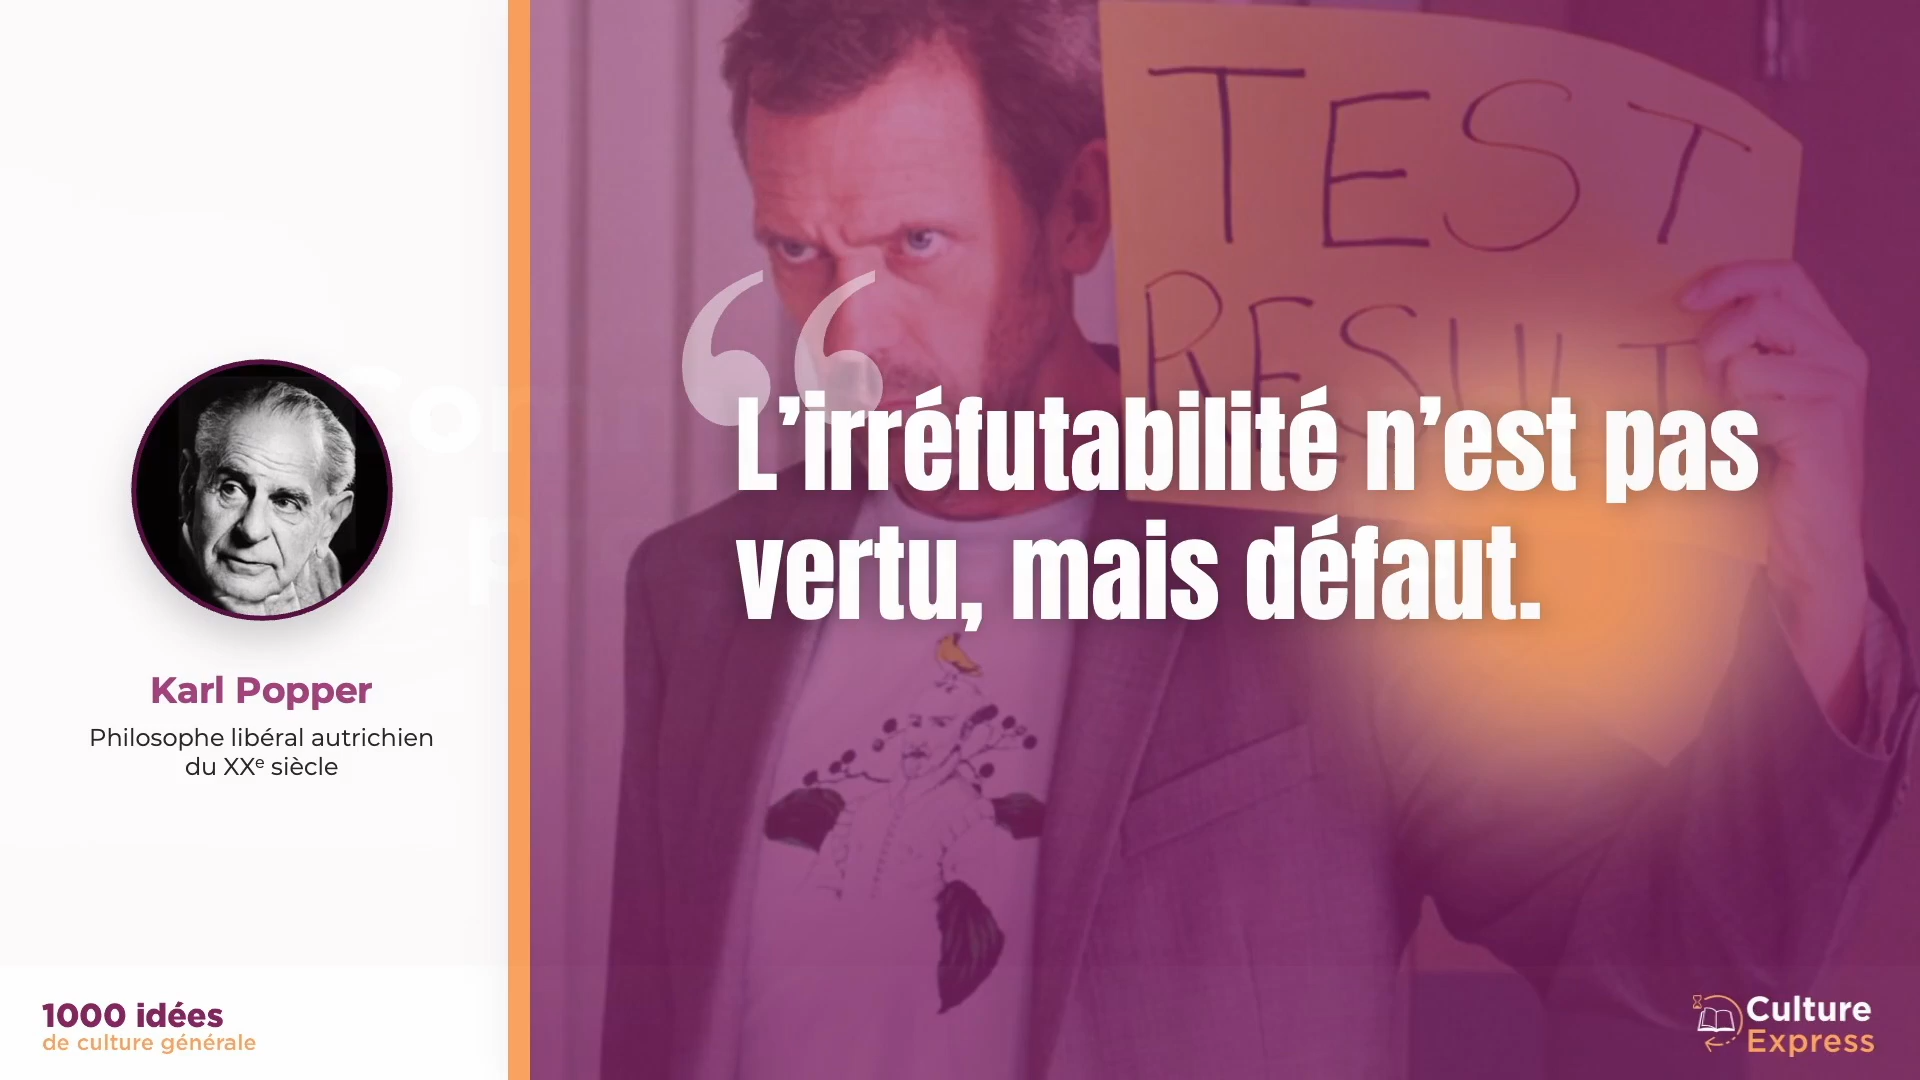 TEST
RESULT
“
L’irréfutabilité n’est pas
vertu, mais défaut.
Karl Popper
Philosophe libéral autrichien
du XXᵉ siècle
1000 idées
de culture générale
Culture
Express